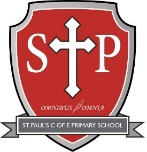 S P
OMNIBUS OMNIA
ST PAUL'S C OF E PRIMARY SCHOOL